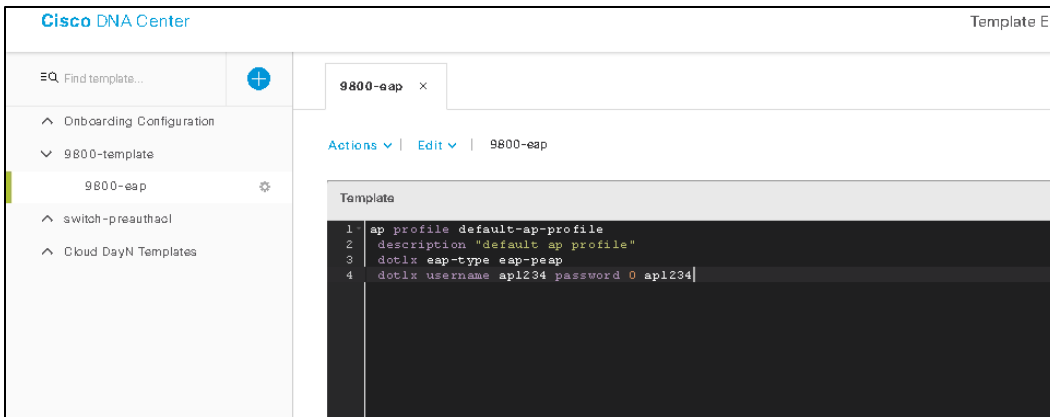 Cisco DNA Center
Template E
Find template...
9800-eap ×
Onboarding Configuration
Actions | Edit | 9800-eap
9800-template
9800-eap
Template
switch-preauthacl
1 ap profile default-ap-profile
2 description "default ap profile"
Cloud DayN Templates
3 dot1x eap-type eap-peap
4 dot1x username ap1234 password 0 ap1234